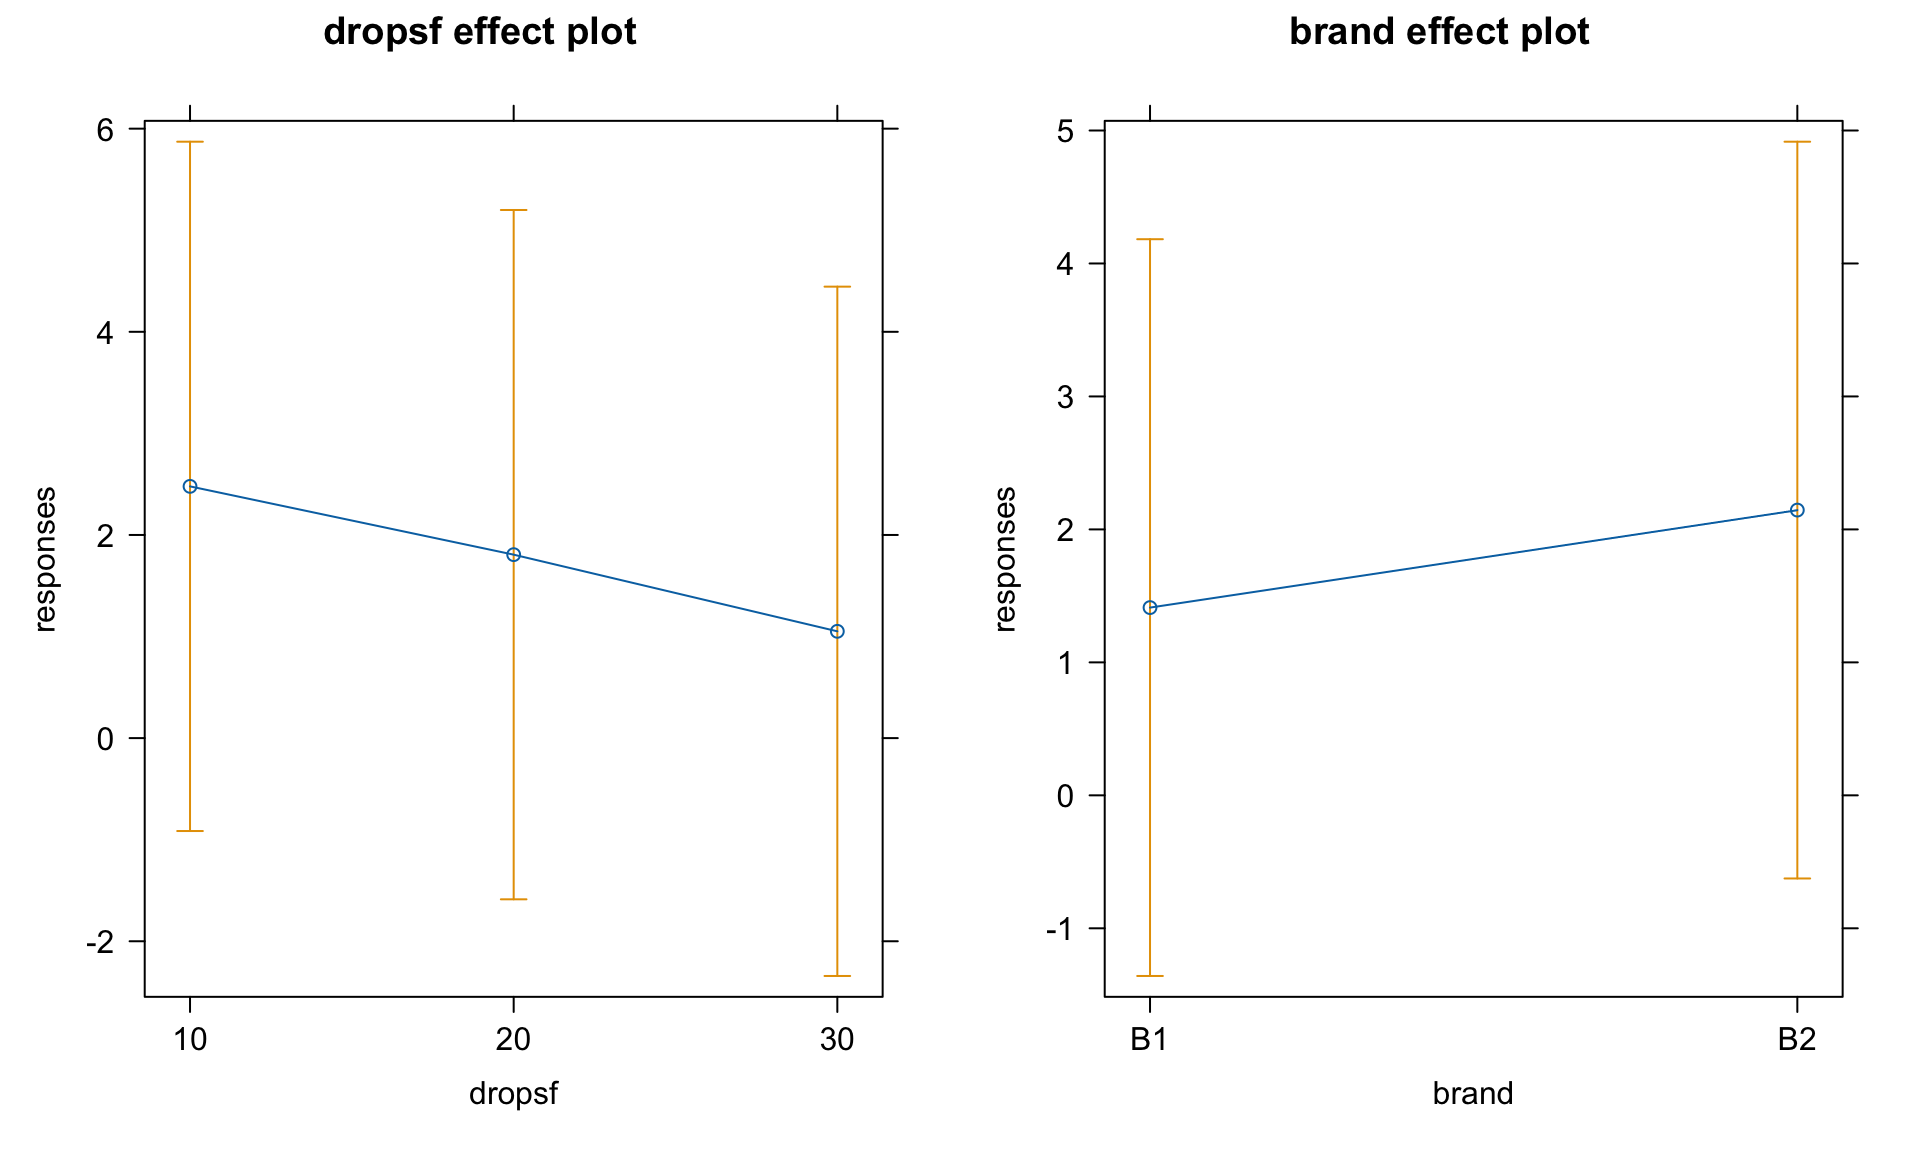 dropsf effect plot
responses
6
4
2
0
-2
10 20 30
dropsf
brand effect plot
responses
5
4
3
2
1
0
-1
B1 B2
brand